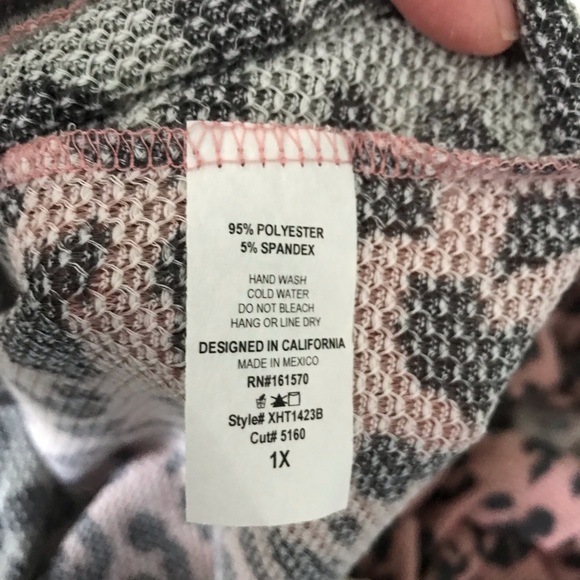 95% POLYESTER
5% SPANDEX
HAND WASH
COLD WATER
DO NOT BLEACH
HANG OR LINE DRY
DESIGNED IN CALIFORNIA
MADE IN MEXICO
RN#161570
Style# XHT1423B
Cut# 5160
1X